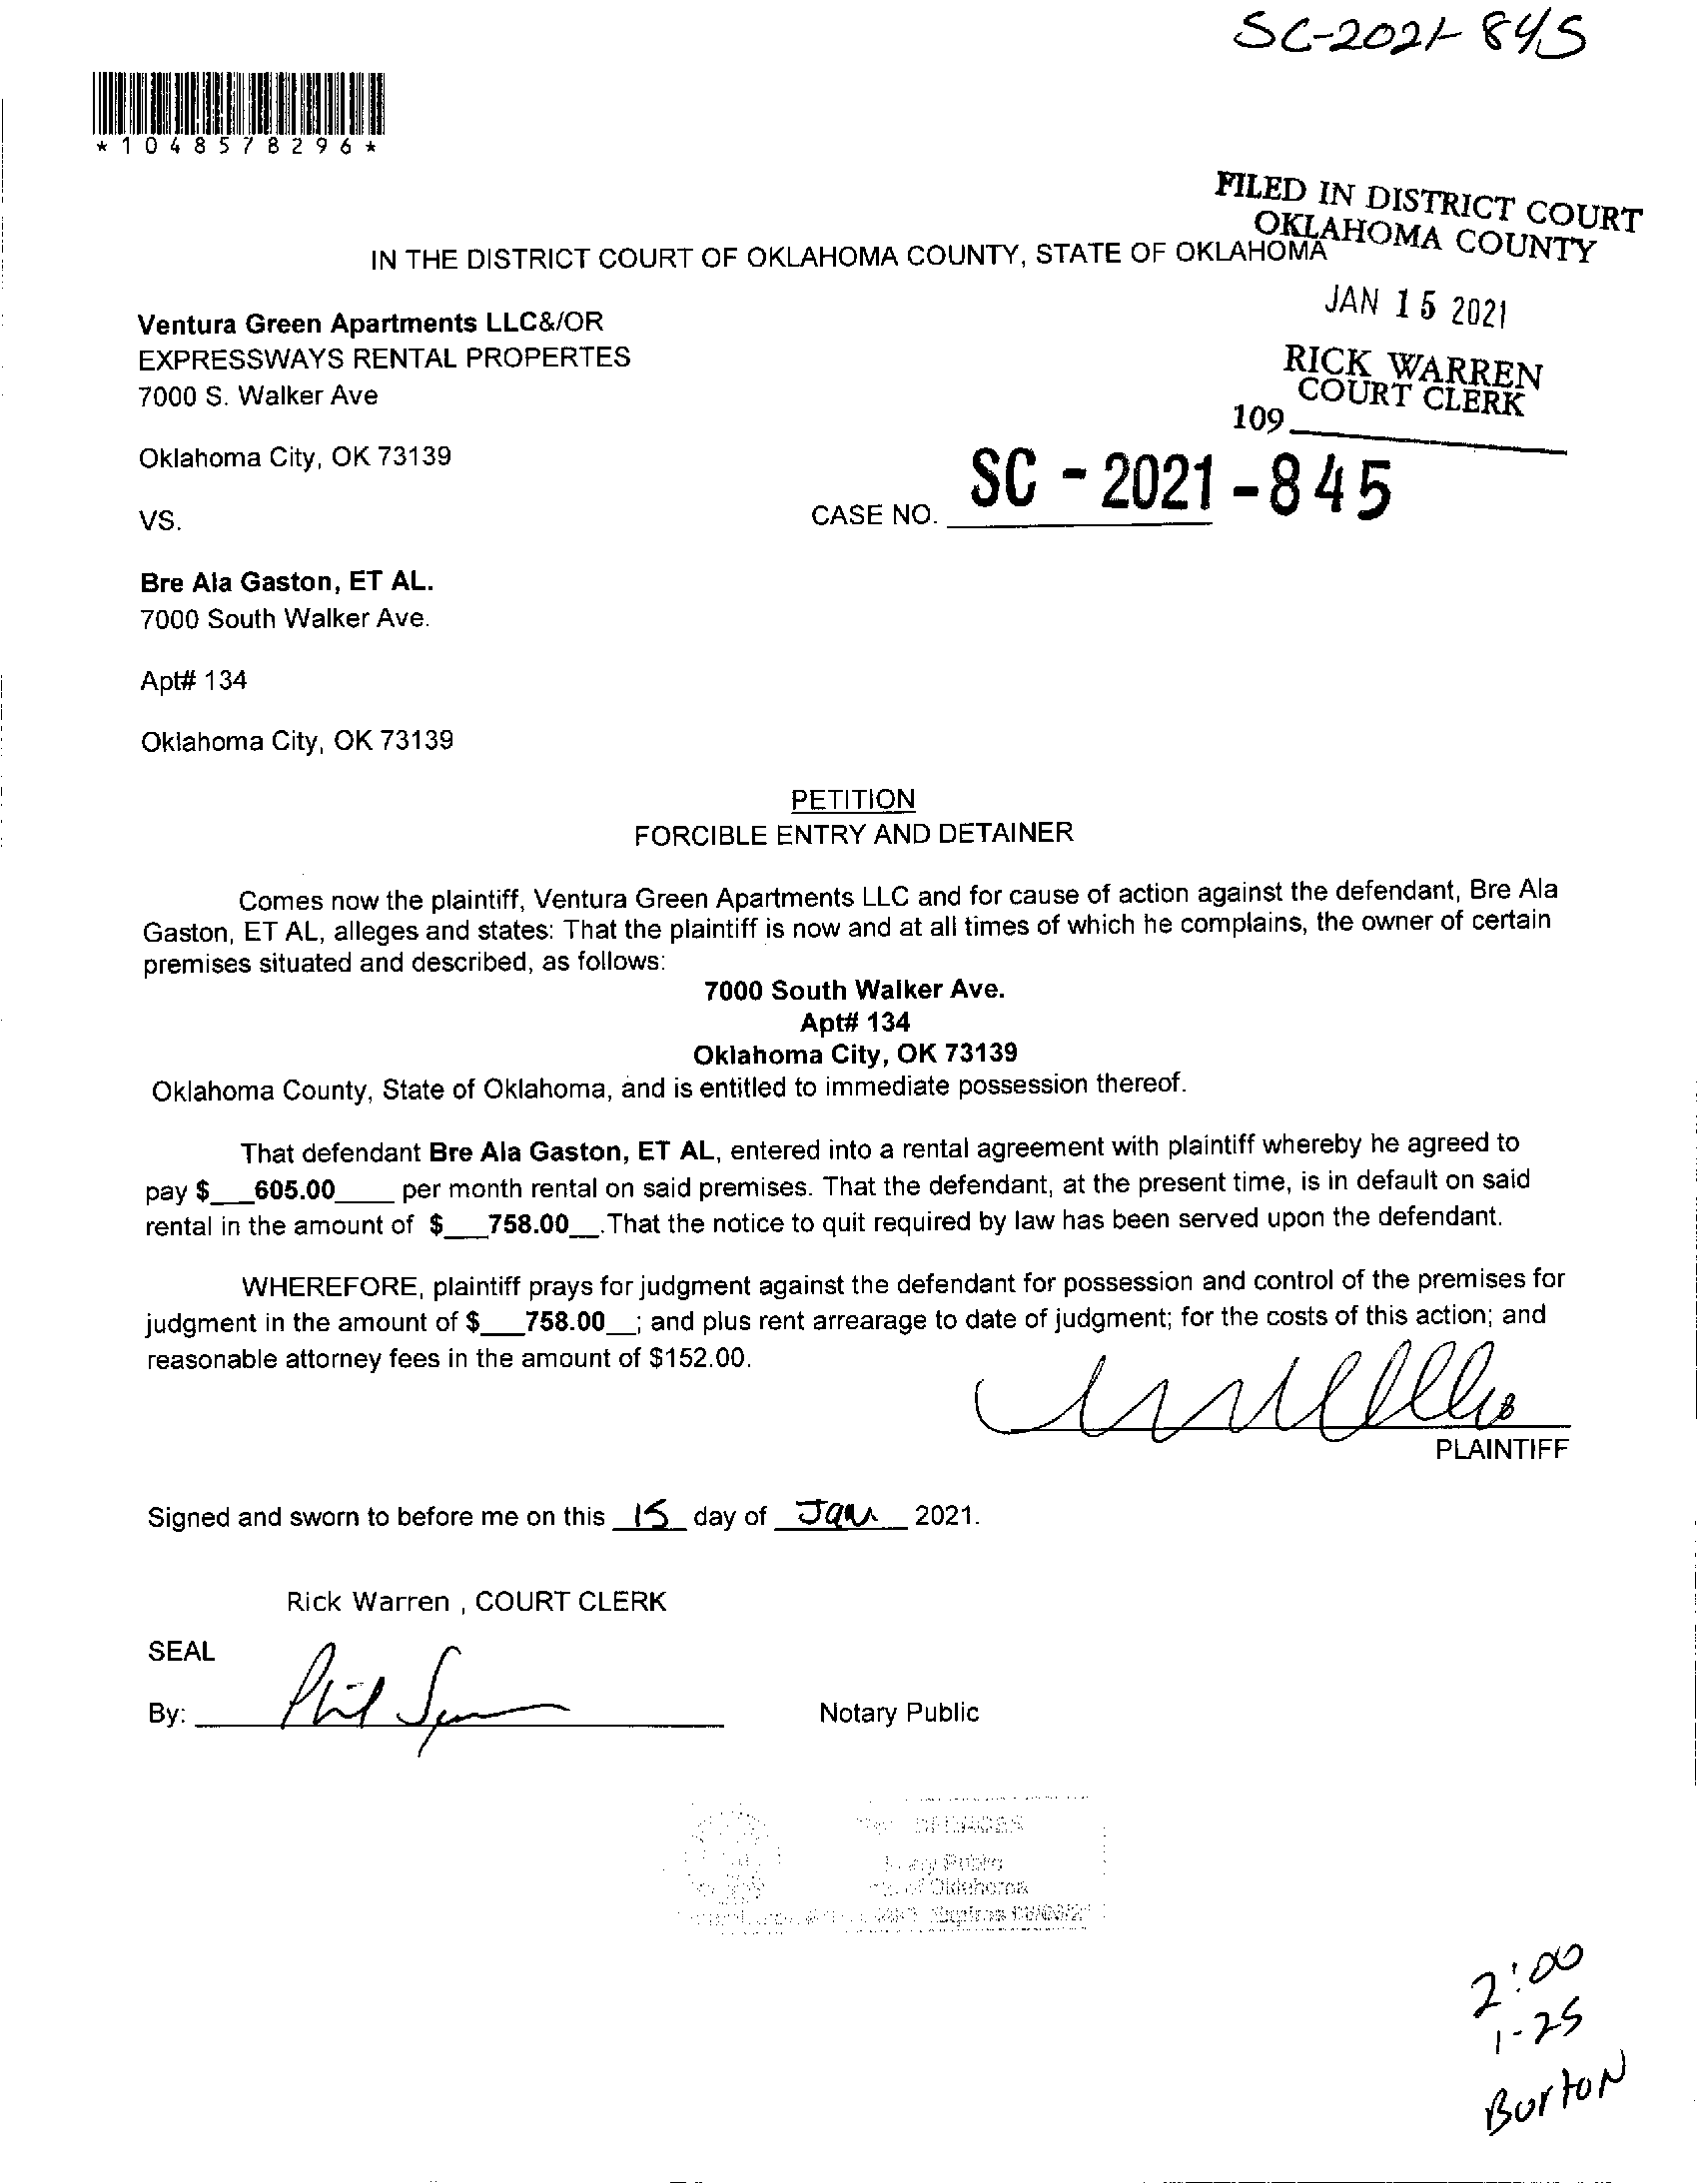 SC-2021-845
*1048578296*
FILED IN DISTRICT COURT
OKLAHOMA COUNTY
IN THE DISTRICT COURT OF OKLAHOMA COUNTY, STATE OF OKLAHOMA
JAN 15 2021
Ventura Green Apartments LLC&/OR
EXPRESSWAYS RENTAL PROPERTES
7000 S. Walker Ave
RICK WARREN
COURT CLERK
109
Oklahoma City, OK 73139
VS.
CASE NO. SC - 2021 - 845
Bre Ala Gaston, ET AL.
7000 South Walker Ave.
Apt# 134
Oklahoma City, OK 73139
PETITION
FORCIBLE ENTRY AND DETAINER
Comes now the plaintiff, Ventura Green Apartments LLC and for cause of action against the defendant, Bre Ala
Gaston, ET AL, alleges and states: That the plaintiff is now and at all times of which he complains, the owner of certain
premises situated and described, as follows:
7000 South Walker Ave.
Apt# 134
Oklahoma City, OK 73139
Oklahoma County, State of Oklahoma, and is entitled to immediate possession thereof.
That defendant Bre Ala Gaston, ET AL, entered into a rental agreement with plaintiff whereby he agreed to
pay $___605.00____ per month rental on said premises. That the defendant, at the present time, is in default on said
rental in the amount of $___758.00__.That the notice to quit required by law has been served upon the defendant.
WHEREFORE, plaintiff prays for judgment against the defendant for possession and control of the premises for
judgment in the amount of $___758.00__; and plus rent arrearage to date of judgment; for the costs of this action; and
reasonable attorney fees in the amount of $152.00.
PLAINTIFF
Signed and sworn to before me on this 15 day of Jan 2021.
Rick Warren , COURT CLERK
SEAL
By: Notary Public
Public
of Oklahoma
Expires
2:00
1-25
Burton